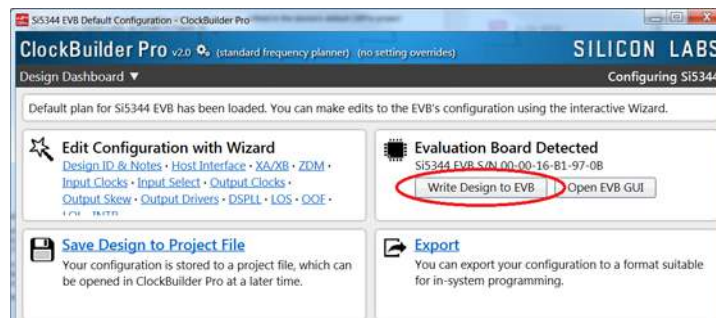 Si5344 EVB Default Configuration - ClockBuilder Pro
ClockBuilder Pro v2.0 (standard frequency planner) (no setting overrides)
SILICON LABS
Design Dashboard ▼
Configuring Si5344
Default plan for Si5344 EVB has been loaded. You can make edits to the EVB's configuration using the interactive Wizard.
Edit Configuration with Wizard
Design ID & Notes · Host Interface · XA/XB · ZDM ·
Input Clocks · Input Select · Output Clocks ·
Output Skew · Output Drivers · DSPLL · LOS · OOF ·
LOL · INTR
Evaluation Board Detected
Si5344 EVB S/N 00-00-16-B1-97-0B
Write Design to EVB
Open EVB GUI
Save Design to Project File
Your configuration is stored to a project file, which can
be opened in ClockBuilder Pro at a later time.
Export
You can export your configuration to a format suitable
for in-system programming.